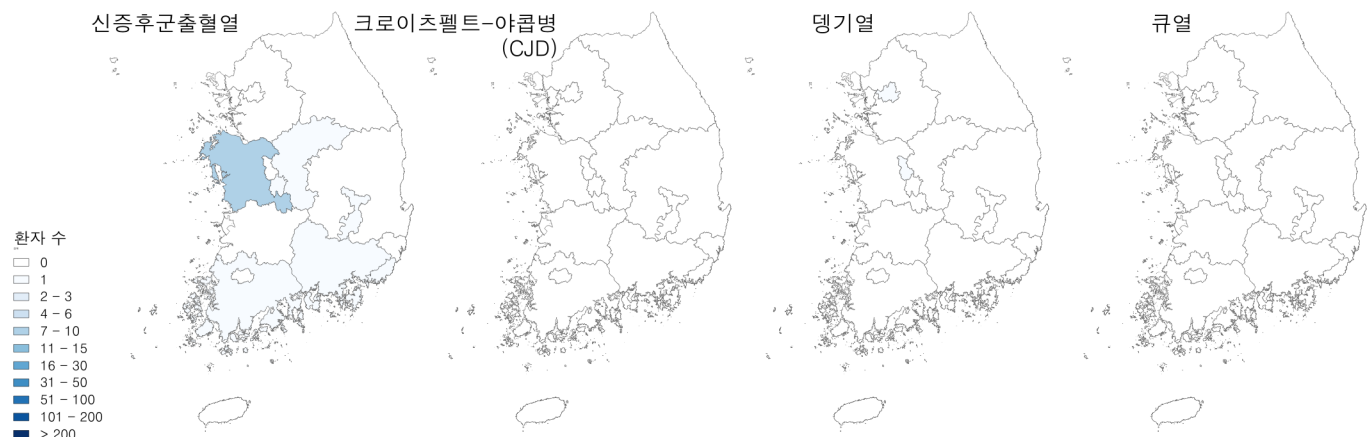 신증후군출혈열
크로이츠펠트-야콥병
(CJD)
뎅기열
큐열
환자 수
0
1
2 - 3
4 - 6
7 - 10
11 - 15
16 - 30
31 - 50
51 - 100
101 - 200
> 200